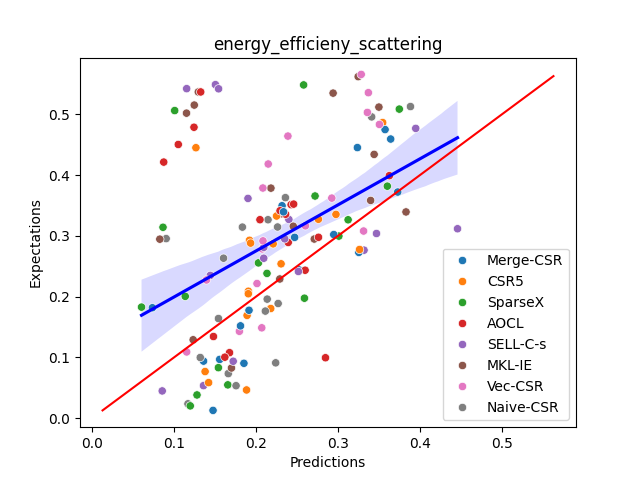 energy_efficieny_scattering
Expectations
0.5
0.4
0.3
0.2
0.1
0.0
0.0 0.1 0.2 0.3 0.4 0.5
Predictions
Merge-CSR
CSR5
SparseX
AOCL
SELL-C-s
MKL-IE
Vec-CSR
Naive-CSR